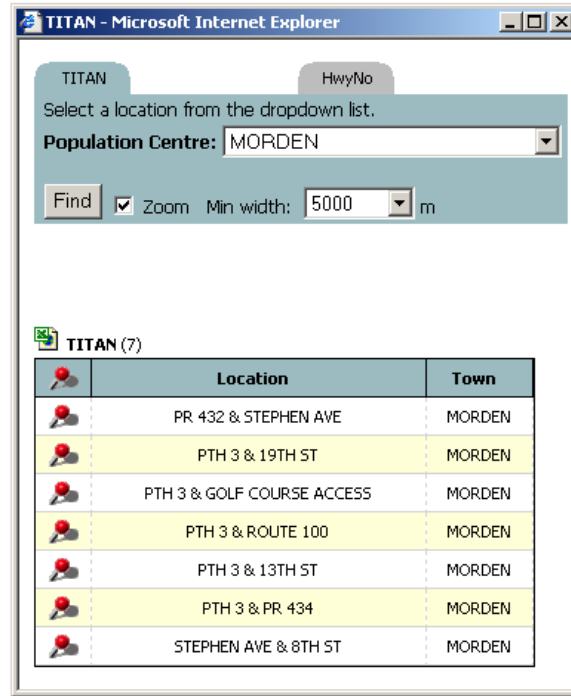 TITAN - Microsoft Internet Explorer
TITAN HwyNo
Select a location from the dropdown list.
Population Centre: MORDEN
Find Zoom Min width: 5000 m
TITAN (7)
Location Town
PR 432 & STEPHEN AVE MORDEN
PTH 3 & 19TH ST MORDEN
PTH 3 & GOLF COURSE ACCESS MORDEN
PTH 3 & ROUTE 100 MORDEN
PTH 3 & 13TH ST MORDEN
PTH 3 & PR 434 MORDEN
STEPHEN AVE & 8TH ST MORDEN